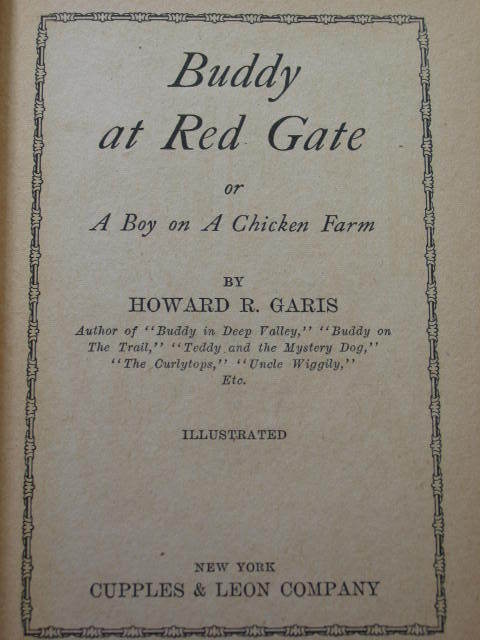 Buddy
at Red Gate
or
A Boy on A Chicken Farm
BY
HOWARD R. GARIS
Author of "Buddy in Deep Valley," "Buddy on
The Trail," "Teddy and the Mystery Dog,"
"The Curlytops," "Uncle Wiggily,"
Etc.
ILLUSTRATED
NEW YORK
CUPPLES & LEON COMPANY